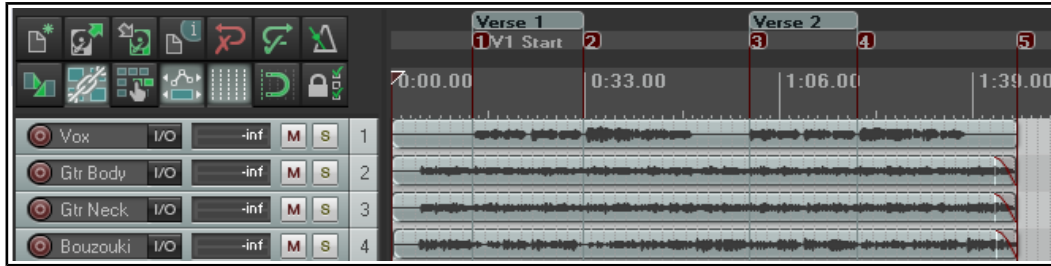 Verse 1 Verse 2
1 V1 Start 2 3 4 5
0:00.00 0:33.00 1:06.00 1:39.00
Vox I/O -inf M S 1
Gtr Body I/O -inf M S 2
Gtr Neck I/O -inf M S 3
Bouzouki I/O -inf M S 4